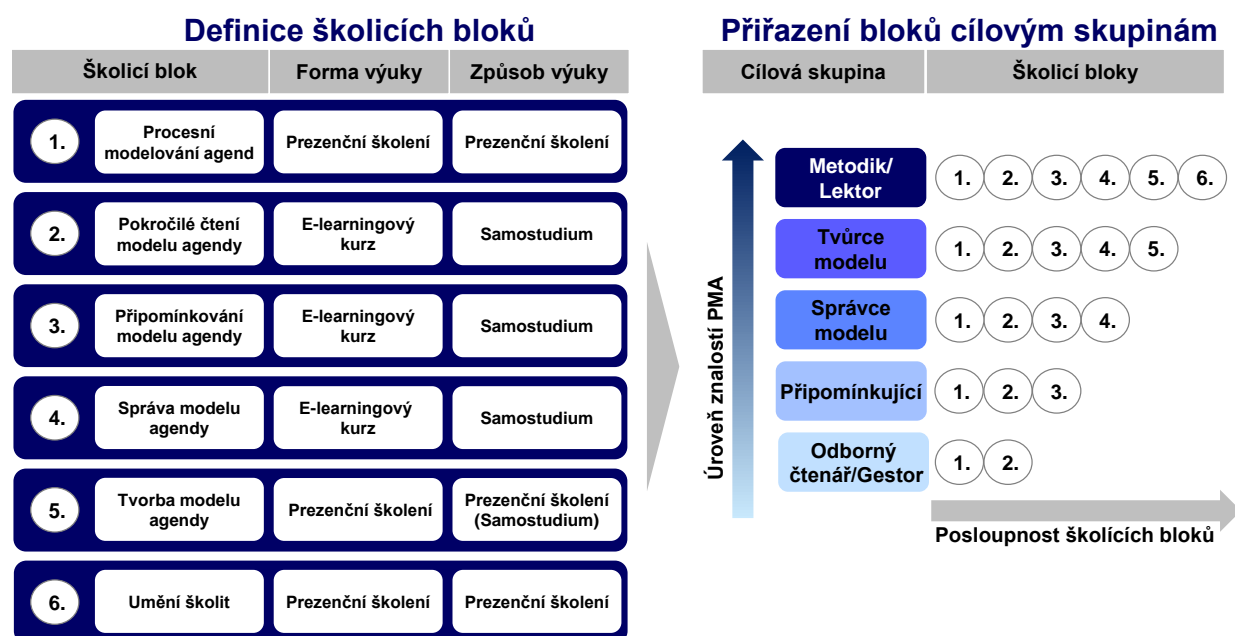 Definice školicích bloků
Školicí blok
Forma výuky
Způsob výuky
1.
Procesní
modelování agend
Prezenční školení
Prezenční školení
2.
Pokročilé čtení
modelu agendy
E-learningový
kurz
Samostudium
3.
Připomínkování
modelu agendy
E-learningový
kurz
Samostudium
4.
Správa modelu
agendy
E-learningový
kurz
Samostudium
5.
Tvorba modelu
agendy
Prezenční školení
Prezenční školení
(Samostudium)
6.
Umění školit
Prezenční školení
Prezenční školení
Přiřazení bloků cílovým skupinám
Cílová skupina
Školicí bloky
Úroveň znalostí PMA
Metodik/
Lektor
1. 2. 3. 4. 5. 6.
Tvůrce
modelu
1. 2. 3. 4. 5.
Správce
modelu
1. 2. 3. 4.
Připomínkující
1. 2. 3.
Odborný
čtenář/Gestor
1. 2.
Posloupnost školících bloků